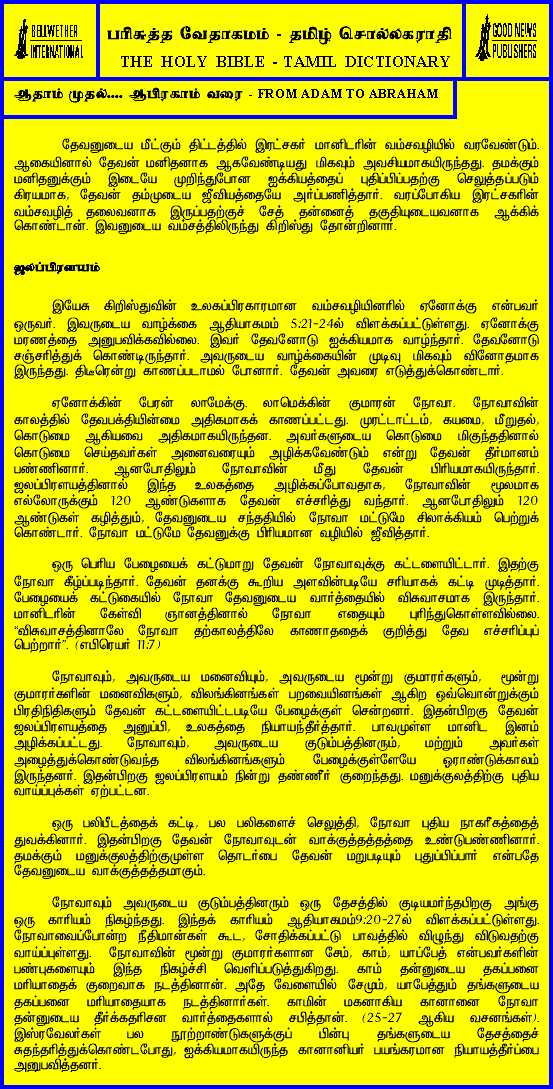 BELLWETHER
INTERNATIONAL
பரிசுத்த வேதாகமம் - தமிழ் சொல்லகராதி
THE HOLY BIBLE - TAMIL DICTIONARY
GOOD NEWS
PUBLISHERS
ஆதாம் முதல்.... ஆபிரகாம் வரை - FROM ADAM TO ABRAHAM
தேவனுடைய மீட்கும் திட்டத்தில் இரட்சகர் மானிடரின் வம்சவழியில் வரவேண்டும்.
ஆகையினால் தேவன் மனிதனாக ஆகவேண்டியது மிகவும் அவசியமாகயிருந்தது. தமக்கும்
மனிதனுக்கும் இடையே முறிந்துபோன ஐக்கியத்தைப் புதிப்பிப்பதற்கு செலுத்தப்படும்
கிரயமாக, தேவன் தம்முடைய ஜீவியத்தையே அர்ப்பணித்தார். வரப்போகிய இரட்சகரின்
வம்சவழித் தலைவனாக இருப்பதற்குச் சேத் தன்னைத் தகுதியுடையவனாக ஆக்கிக்
கொண்டான். இவனுடைய வம்சத்திலிருந்து கிறிஸ்து தோன்றினார்.
ஜலப்பிரளயம்
இயேசு கிறிஸ்துவின் உலகப்பிரகாரமான வம்சவழியினரில் ஏனோக்கு என்பவர்
ஒருவர். இவருடைய வாழ்க்கை ஆதியாகமம் 5:21-24ல் விளக்கப்பட்டுள்ளது. ஏனோக்கு
மரணத்தை அனுபவிக்கவில்லை. இவர் தேவனோடு ஐக்கியமாக வாழ்ந்தார். தேவனோடு
சஞ்சரித்துக் கொண்டிருந்தார். அவருடைய வாழ்க்கையின் முடிவு மிகவும் வினோதமாக
இருந்தது. திடீரென்று காணப்படாமல் போனார். தேவன் அவரை எடுத்துக்கொண்டார்.
ஏனோக்கின் பேரன் லாமேக்கு. லாமெக்கின் குமாரன் நோவா. நோவாவின்
காலத்தில் தேவபக்தியின்மை அதிகமாகக் காணப்பட்டது. முரட்டாட்டம், கயமை, மீறுதல்,
கொடுமை ஆகியவை அதிகமாகயிருந்தன. அவர்களுடைய கொடுமை மிகுந்ததினால்
கொடுமை செய்தவர்கள் அனைவரையும் அழிக்கவேண்டும் என்று தேவன் தீர்மானம்
பண்ணினார். ஆனபோதிலும் நோவாவின் மீது தேவன் பிரியமாகயிருந்தார்.
ஜலப்பிரளயத்தினால் இந்த உலகத்தை அழிக்கப்போவதாக, நோவாவின் மூலமாக
எல்லோருக்கும் 120 ஆண்டுகளாக தேவன் எச்சரித்து வந்தார். ஆனபோதிலும் 120
ஆண்டுகள் கழித்தும், தேவனுடைய சந்ததியில் நோவா மட்டுமே சிலாக்கியம் பெற்றுக்
கொண்டார். நோவா மட்டுமே தேவனுக்கு பிரியமான வழியில் ஜீவித்தார்.
ஒரு பெரிய பேழையைக் கட்டுமாறு தேவன் நோவாவுக்கு கட்டளையிட்டார். இதற்கு
நோவா கீழ்ப்படிந்தார். தேவன் தனக்கு கூறிய அளவின்படியே சரியாகக் கட்டி முடித்தார்.
பேழையைக் கட்டுகையில் நோவா தேவனுடைய வார்த்தையில் விசுவாசமாக இருந்தார்.
மானிடரின் கேள்வி ஞானத்தினால் நோவா எதையும் புரிந்துகொள்ளவில்லை.
“விசுவாசத்தினாலே நோவா தற்காலத்திலே காணாததைக் குறித்து தேவ எச்சரிப்புப்
பெற்றார்”. (எபிரெயர் 11:7)
நோவாவும், அவருடைய மனைவியும், அவருடைய மூன்று குமாரர்களும், மூன்று
குமாரர்களின் மனைவிகளும், விலங்கினங்கள் பறவையினங்கள் ஆகிற ஒவ்வொன்றுக்கும்
பிரதிநிதிகளும் தேவன் கட்டளையிட்டபடியே பேழைக்குள் சென்றனர். இதன்பிறகு தேவன்
ஜலப்பிரளயத்தை அனுப்பி, உலகத்தை நியாயந்தீர்த்தார். பாவமுள்ள மானிட இனம்
அழிக்கப்பட்டது. நோவாவும், அவருடைய குடும்பத்தினரும், மற்றும் அவர்கள்
அழைத்துக்கொண்டுவந்த விலங்கினங்களும் பேழைக்குள்ளேயே ஓராண்டுக்காலம்
இருந்தனர். இதன்பிறகு ஜலப்பிரளயம் நின்று தண்ணீர் குறைந்தது. மனுக்குலத்திற்கு புதிய
வாய்ப்புக்கள் ஏற்பட்டன.
ஒரு பலிபீடத்தைக் கட்டி, பல பலிகளைச் செலுத்தி, நோவா புதிய நாகரீகத்தைத்
துவக்கினார். இதன்பிறகு தேவன் நோவாவுடன் வாக்குத்தத்தத்தை உண்டுபண்ணினார்.
தமக்கும் மனுக்குலத்திற்குமுள்ள தொடர்பை தேவன் மறுபடியும் புதுப்பிப்பார் என்பதே
தேவனுடைய வாக்குத்தத்தமாகும்.
நோவாவும் அவருடைய குடும்பத்தினரும் ஒரு தேசத்தில் குடியமர்ந்தபிறகு அங்கு
ஒரு காரியம் நிகழ்ந்தது. இந்தக் காரியம் ஆதியாகமம்9:20-27ல் விளக்கப்பட்டுள்ளது.
நோவாவைப்போன்ற நீதிமான்கள் கூட, சோதிக்கப்பட்டு பாவத்தில் விழுந்து விடுவதற்கு
வாய்ப்புள்ளது. நோவாவின் மூன்று குமாரர்களான சேம், காம், யாப்பேத் என்பவர்களின்
பண்புகளையும் இந்த நிகழ்ச்சி வெளிப்படுத்துகிறது. காம் தன்னுடைய தகப்பனை
மரியாதைக் குறைவாக நடத்தினான். அதே வேளையில் சேமும், யாபேத்தும் தங்களுடைய
தகப்பனை மரியாதையாக நடத்தினார்கள். காமின் மகனாகிய கானானை நோவா
தன்னுடைய தீர்க்கதரிசன வார்த்தைகளால் சபித்தான். (25-27 ஆகிய வசனங்கள்).
இஸ்ரவேலர்கள் பல நூற்றாண்டுகளுக்குப் பின்பு தங்களுடைய தேசத்தைச்
சுதந்தரித்துக்கொண்டபோது, ஐக்கியமாகயிருந்த கானானியர் பயங்கரமான நியாயத்தீர்ப்பை
அனுபவித்தனர்.